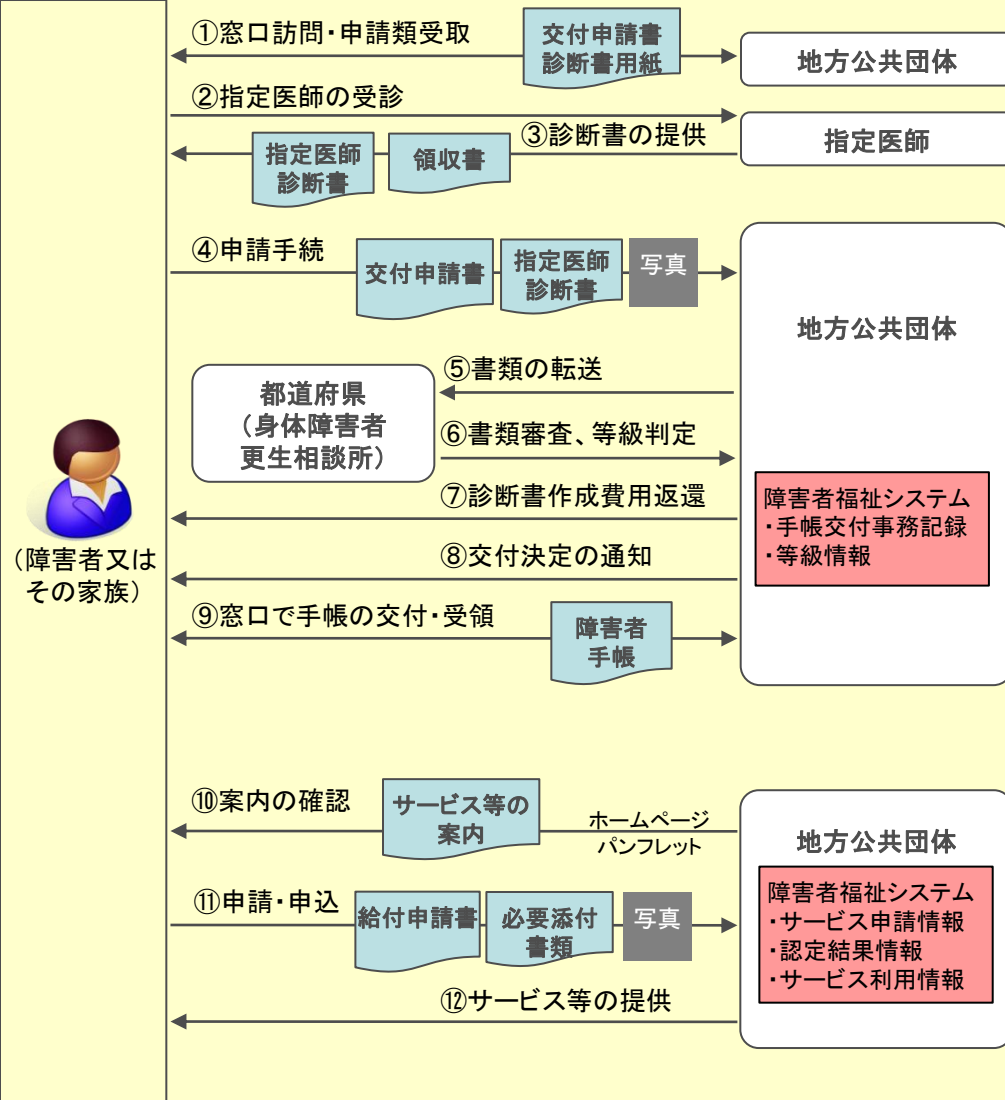 ①窓口訪問・申請類受取
交付申請書
診断書用紙
地方公共団体
②指定医師の受診
指定医師
③診断書の提供
指定医師
診断書
領収書
④申請手続
交付申請書
指定医師
診断書
写真
地方公共団体
⑤書類の転送
都道府県
(身体障害者
更生相談所)
⑥書類審査、等級判定
⑦診断書作成費用返還
障害者福祉システム
・手帳交付事務記録
・等級情報
⑧交付決定の通知
(障害者又は
その家族)
⑨窓口で手帳の交付・受領
障害者
手帳
⑩案内の確認
サービス等の
案内
ホームページ
パンフレット
地方公共団体
障害者福祉システム
・サービス申請情報
・認定結果情報
・サービス利用情報
⑪申請・申込
給付申請書
必要添付
書類
写真
⑫サービス等の提供